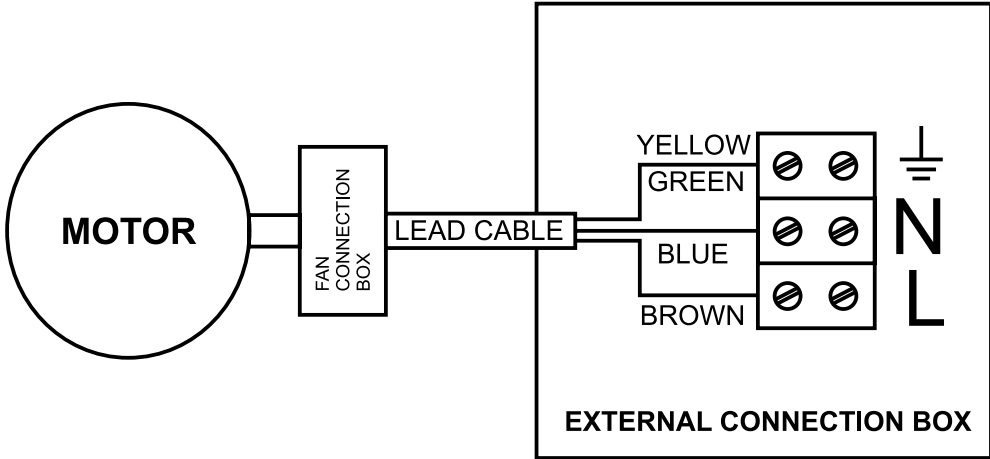 MOTOR
FAN
CONNECTION
BOX
LEAD CABLE
YELLOW
GREEN
BLUE
BROWN
N
L
EXTERNAL CONNECTION BOX